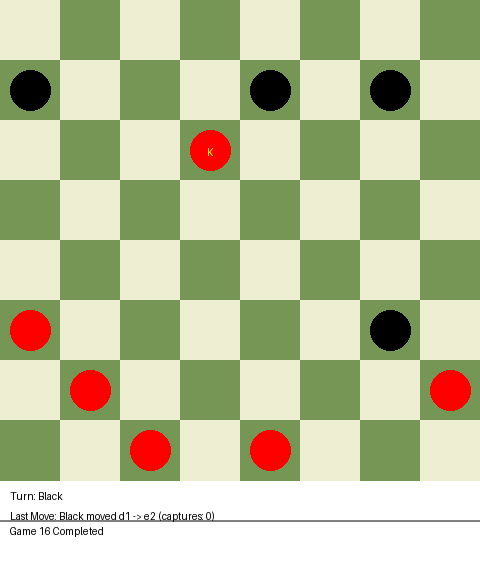 K
Turn: Black
Last Move: Black moved d1 -> e2 (captures: 0)
Game 16 Completed